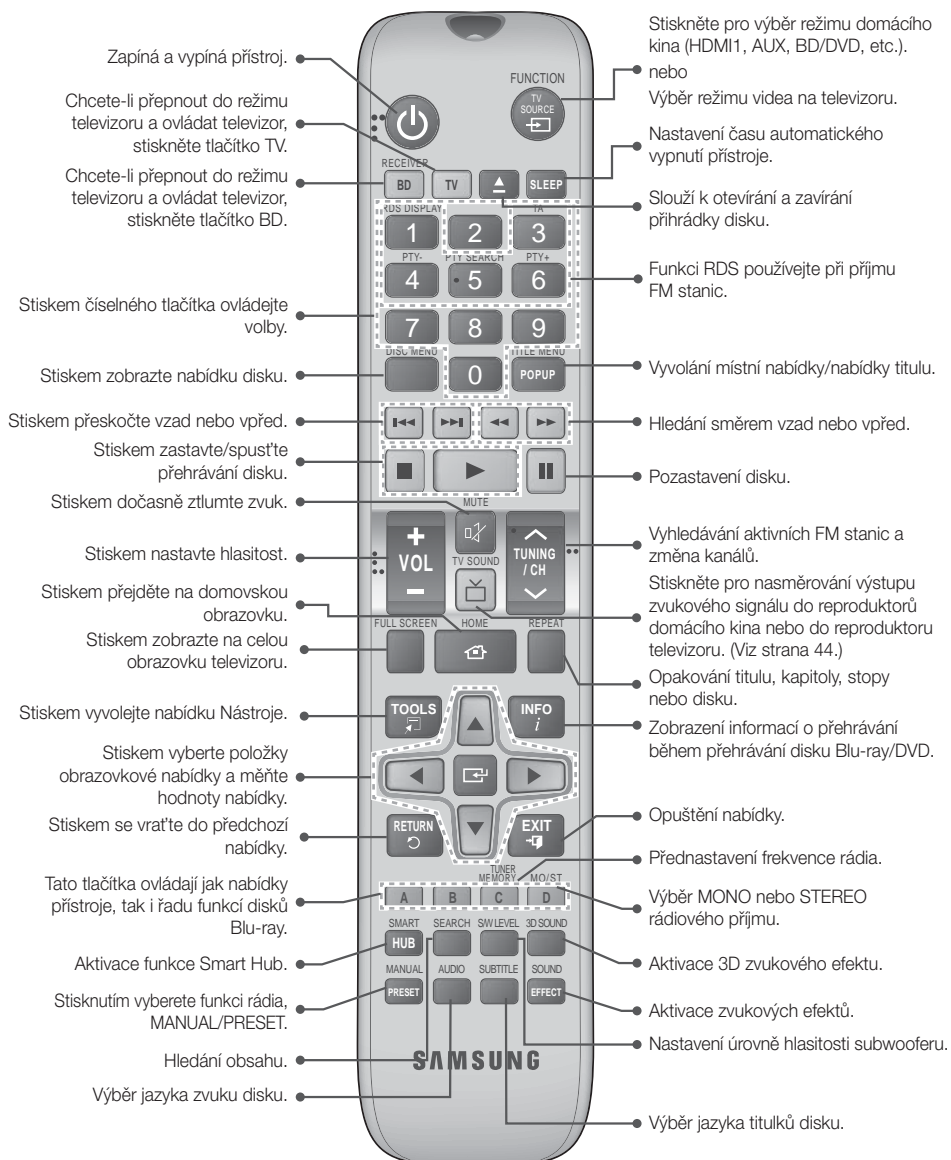 Zapíná a vypíná přístroj.
Chcete-li přepnout do režimu
televizoru a ovládat televizor,
stiskněte tlačítko TV.
Chcete-li přepnout do režimu
televizoru a ovládat televizor,
stiskněte tlačítko BD.
Stiskem číselného tlačítka ovládejte
volby.
Stiskem zobrazte nabídku disku.
Stiskem přeskočte vzad nebo vpřed.
Stiskem zastavte/spusťte
přehrávání disku.
Stiskem dočasně ztlumte zvuk.
Stiskem nastavte hlasitost.
Stiskem přejděte na domovskou
obrazovku.
Stiskem zobrazte na celou
obrazovku televizoru.
Stiskem vyvolejte nabídku Nástroje.
Stiskem vyberte položky
obrazovkové nabídky a měňte
hodnoty nabídky.
Stiskem se vraťte do předchozí
nabídky.
Tato tlačítka ovládají jak nabídky
přístroje, tak i řadu funkcí disků
Blu-ray.
Aktivace funkce Smart Hub.
Stisknutím vyberete funkci rádia,
MANUAL/PRESET.
Hledání obsahu.
Výběr jazyka zvuku disku.
FUNCTION
TV
SOURCE
RECEIVER
BD TV SLEEP
RDS DISPLAY TA
1 2 3
PTY- PTY SEARCH PTY+
4 5 6
7 8 9
DISC MENU TITLE MENU
0 POPUP
MUTE
+ VOL −
TUNING
/ CH
TV SOUND
FULL SCREEN HOME REPEAT
TOOLS INFO
i
RETURN EXIT
TUNER
MEMORY MO/ST
A B C D
SMART SEARCH S/W LEVEL 3D SOUND
HUB
MANUAL AUDIO SUBTITLE SOUND
PRESET EFFECT
SAMSUNG
Stiskněte pro výběr režimu domácího
kina (HDMI1, AUX, BD/DVD, etc.).
nebo
Výběr režimu videa na televizoru.
Nastavení času automatického
vypnutí přístroje.
Slouží k otevírání a zavírání
přihrádky disku.
Funkci RDS používejte při příjmu
FM stanic.
Vyvolání místní nabídky/nabídky titulu.
Hledání směrem vzad nebo vpřed.
Pozastavení disku.
Vyhledávání aktivních FM stanic a
změna kanálů.
Stiskněte pro nasměrování výstupu
zvukového signálu do reproduktorů
domácího kina nebo do reproduktoru
televizoru. (Viz strana 44.)
Opakování titulu, kapitoly, stopy
nebo disku.
Zobrazení informací o přehrávání
během přehrávání disku Blu-ray/DVD.
Opuštění nabídky.
Přednastavení frekvence rádia.
Výběr MONO nebo STEREO
rádiového příjmu.
Aktivace 3D zvukového efektu.
Aktivace zvukových efektů.
Nastavení úrovně hlasitosti subwooferu.
Výběr jazyka titulků disku.